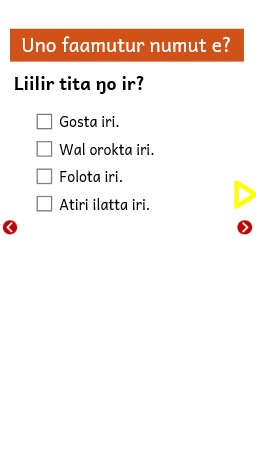 Uno faamutur numut e?
Liilir tita ŋo ir?
Gosta iri.
Wal orokta iri.
Folota iri.
Atiri ilatta iri.